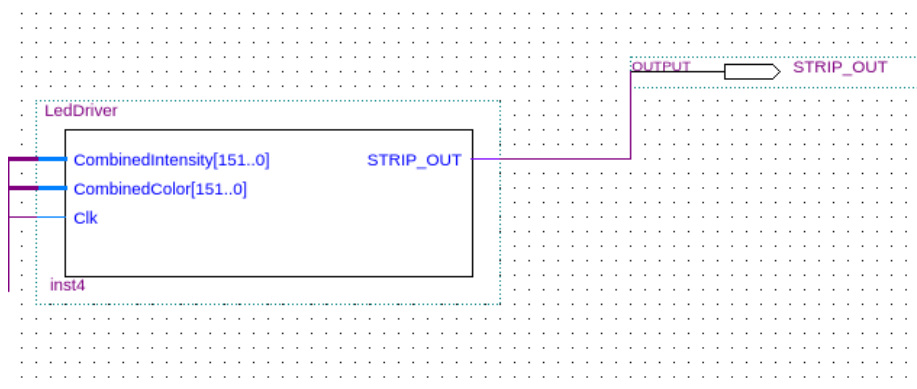 OUTPUT
STRIP_OUT
LedDriver
CombinedIntensity[151..0]
STRIP_OUT
CombinedColor[151..0]
Clk
inst4